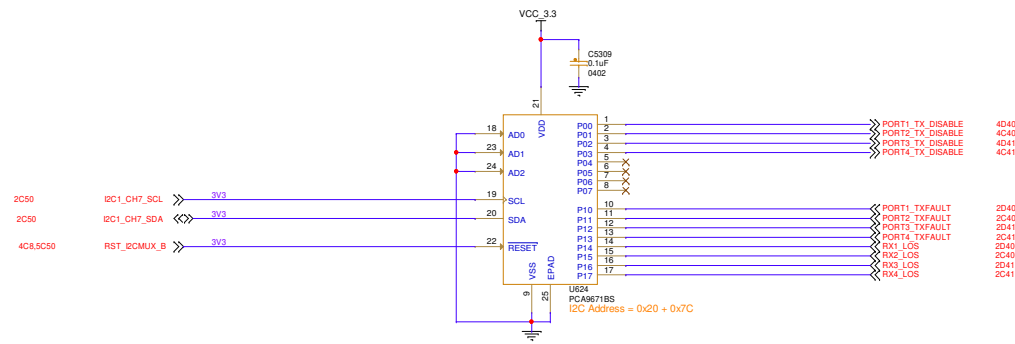 VCC_3.3
C5309
0.1uF
0402
21
VDD
18 AD0
23 AD1
24 AD2
2C50 I2C1_CH7_SCL 3V3 19 SCL
2C50 I2C1_CH7_SDA 3V3 20 SDA
4C8,5C50 RST_I2CMUX_B 3V3 22 RESET
P00 1 PORT1_TX_DISABLE 4D40
P01 2 PORT2_TX_DISABLE 4C40
P02 3 PORT3_TX_DISABLE 4D41
P03 4 PORT4_TX_DISABLE 4C41
P04 5
P05 6
P06 7
P07 8
P10 10 PORT1_TXFAULT 2D40
P11 11 PORT2_TXFAULT 2C40
P12 12 PORT3_TXFAULT 2D41
P13 13 PORT4_TXFAULT 2C41
P14 14 RX1_LOS 2D40
P15 15 RX2_LOS 2C40
P16 16 RX3_LOS 2D41
P17 17 RX4_LOS 2C41
VSS EPAD
9 25
U624
PCA9671BS
I2C Address = 0x20 + 0x7C